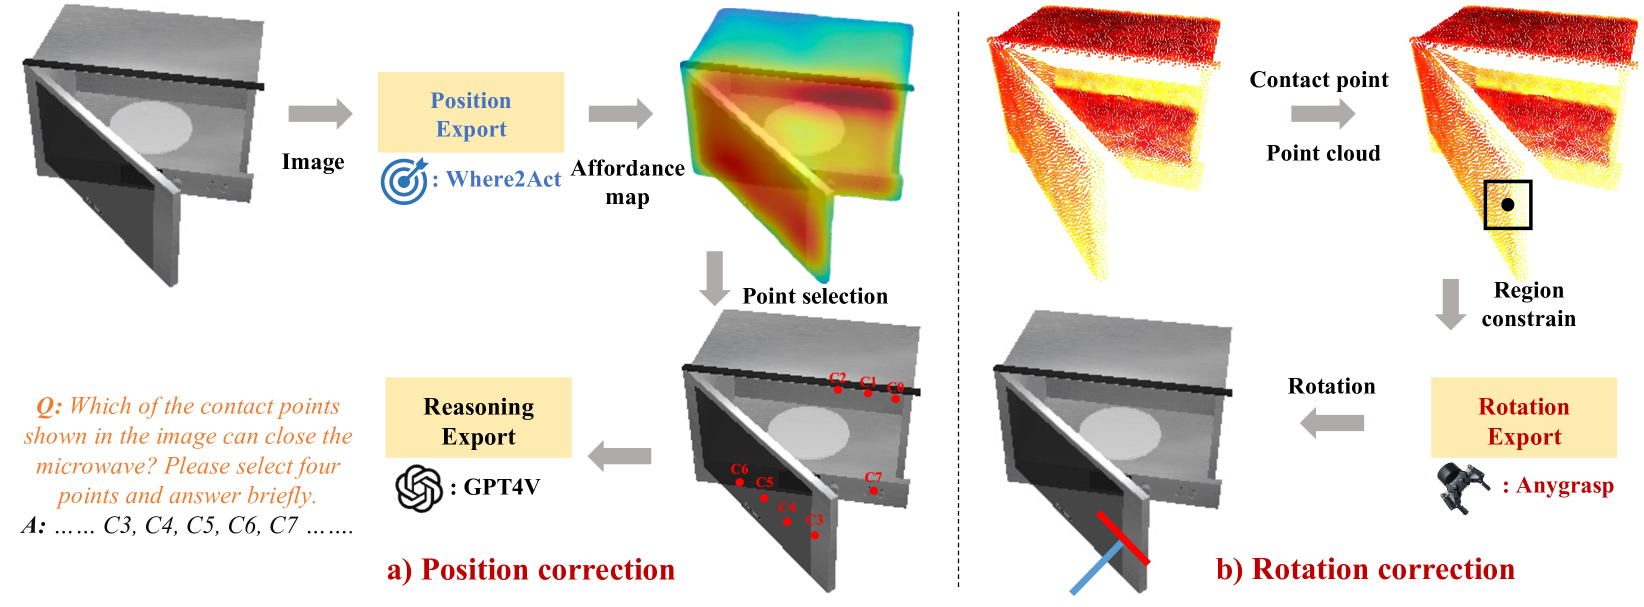 Image
Position
Export
: Where2Act
Affordance
map
Point selection
C2
C1
C0
C6
C5
C4
C3
C7
Reasoning
Export
: GPT4V
Q: Which of the contact points
shown in the image can close the
microwave? Please select four
points and answer briefly.
A: …… C3, C4, C5, C6, C7 …….
a) Position correction
Contact point
Point cloud
Region
constrain
Rotation
Export
: Anygrasp
Rotation
b) Rotation correction